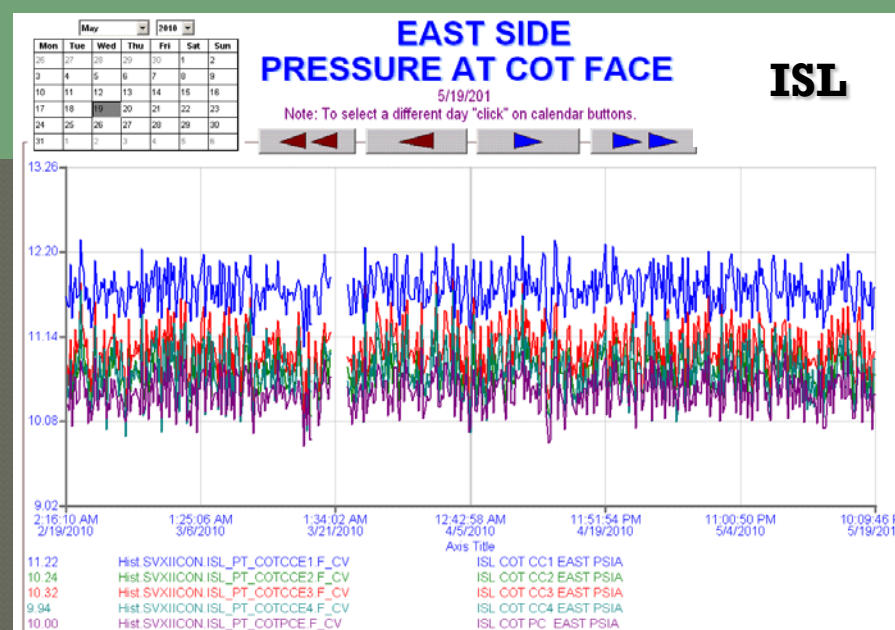 May 2010
Mon Tue Wed Thu Fri Sat Sun
26 27 28 29 30 1 2
3 4 5 6 7 8 9
10 11 12 13 14 15 16
17 18 19 20 21 22 23
24 25 26 27 28 29 30
31 1 2 3 4 5 6
EAST SIDE
PRESSURE AT COT FACE
ISL
5/19/201
Note: To select a different day "click" on calendar buttons.
13.26
12.20
11.14
10.08
9.02
2:16:10 AM 1:25:06 AM 1:34:02 AM 12:42:58 AM 11:51:54 PM 11:00:50 PM 10:09:46 P
2/19/2010 3/6/2010 3/21/2010 4/5/2010 4/19/2010 5/4/2010 5/19/201
Axis Title
11.22 Hist.SVXIICON.ISL_PT_COTCCE1.F_CV ISL COT CC1 EAST PSIA
10.24 Hist.SVXIICON.ISL_PT_COTCCE2.F_CV ISL COT CC2 EAST PSIA
10.32 Hist.SVXIICON.ISL_PT_COTCCE3.F_CV ISL COT CC3 EAST PSIA
9.94 Hist.SVXIICON.ISL_PT_COTCCE4.F_CV ISL COT CC4 EAST PSIA
10.00 Hist.SVXIICON.ISL_PT_COTPCE.F_CV ISL COT PC EAST PSIA